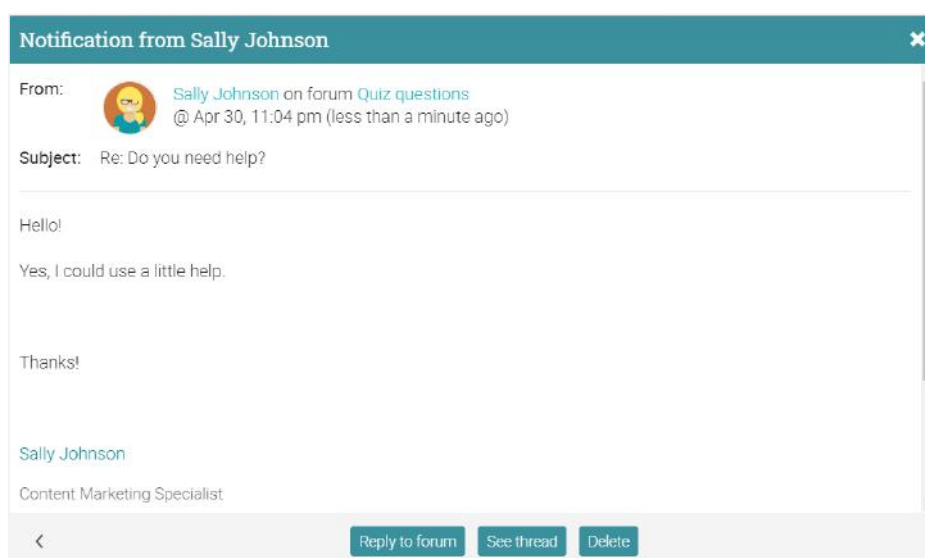 Notification from Sally Johnson
From:
Sally Johnson on forum Quiz questions
@ Apr 30, 11:04 pm (less than a minute ago)
Subject: Re: Do you need help?
Hello!
Yes, I could use a little help.
Thanks!
Sally Johnson
Content Marketing Specialist
Reply to forum See thread Delete